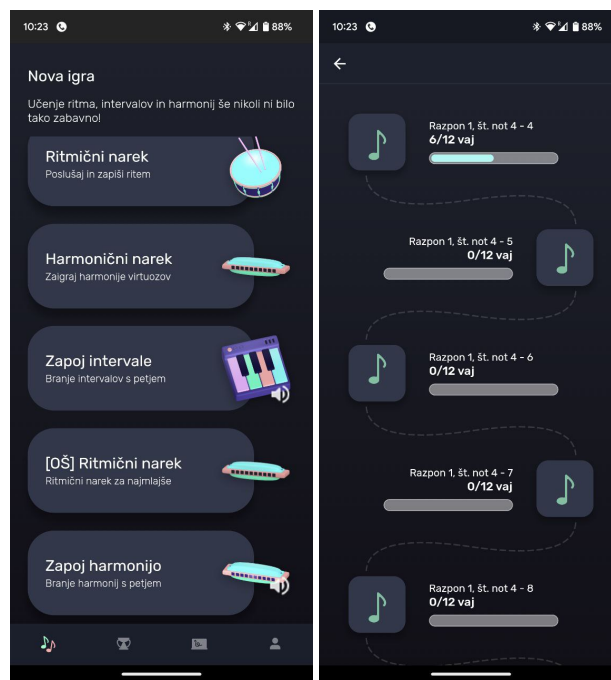 10:23
88%
Nova igra
Učenje ritma, intervalov in harmonij še nikoli ni bilo
tako zabavno!
Ritmični narek
Poslušaj in zapiši ritem
Harmonični narek
Zaigraj harmonije virtuozov
Zapoj intervale
Branje intervalov s petjem
[OŠ] Ritmični narek
Ritmični narek za najmlajše
Zapoj harmonijo
Branje harmonij s petjem
10:23
88%
Razpon 1, št. not 4 - 4
6/12 vaj
Razpon 1, št. not 4 - 5
0/12 vaj
Razpon 1, št. not 4 - 6
0/12 vaj
Razpon 1, št. not 4 - 7
0/12 vaj
Razpon 1, št. not 4 - 8
0/12 vaj